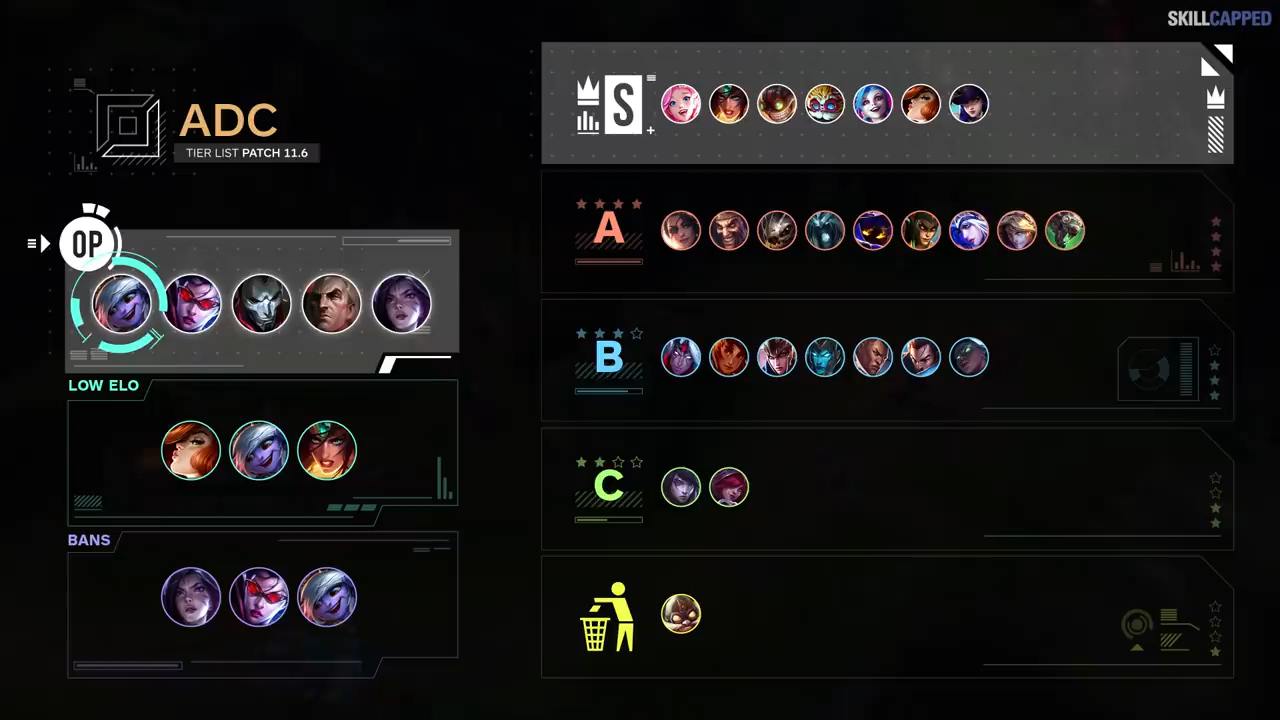 SKILLCAPPED
ADC
TIER LIST PATCH 11.6
OP
LOW ELO
BANS
S
A
B
C